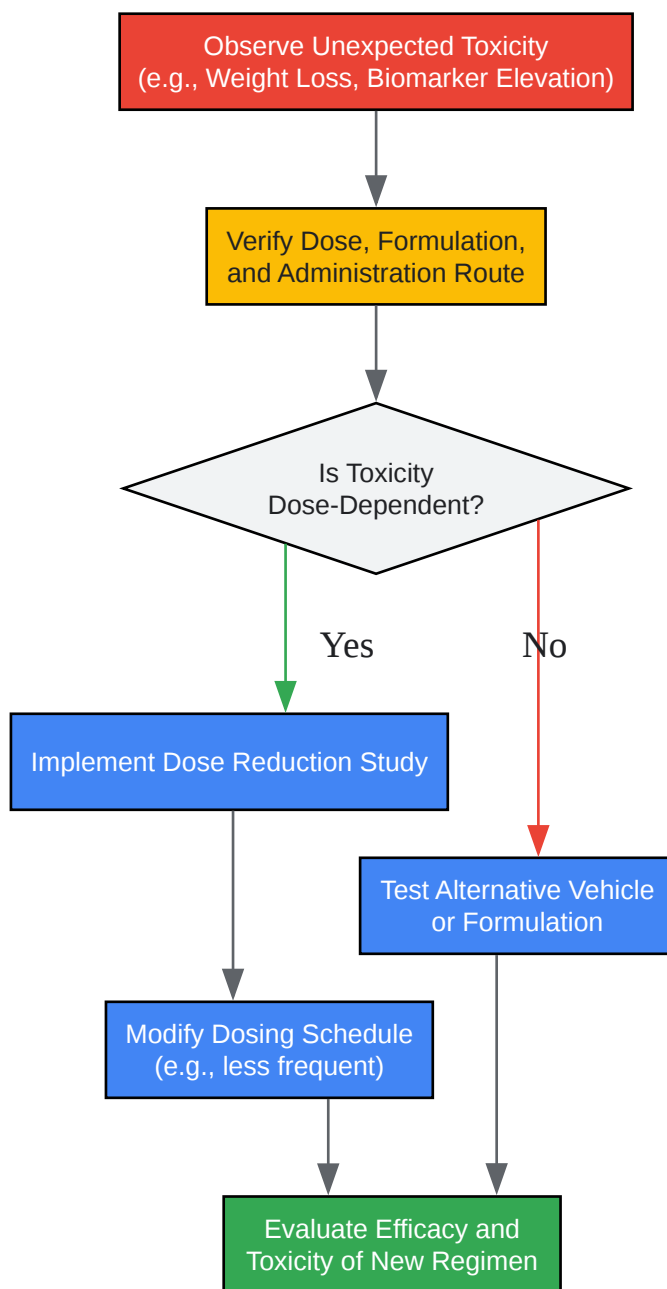 Observe Unexpected Toxicity
(e.g., Weight Loss, Biomarker Elevation)
Verify Dose, Formulation,
and Administration Route
Is Toxicity
Dose-Dependent?
Yes
No
Implement Dose Reduction Study
Test Alternative Vehicle
or Formulation
Modify Dosing Schedule
(e.g., less frequent)
Evaluate Efficacy and
Toxicity of New Regimen